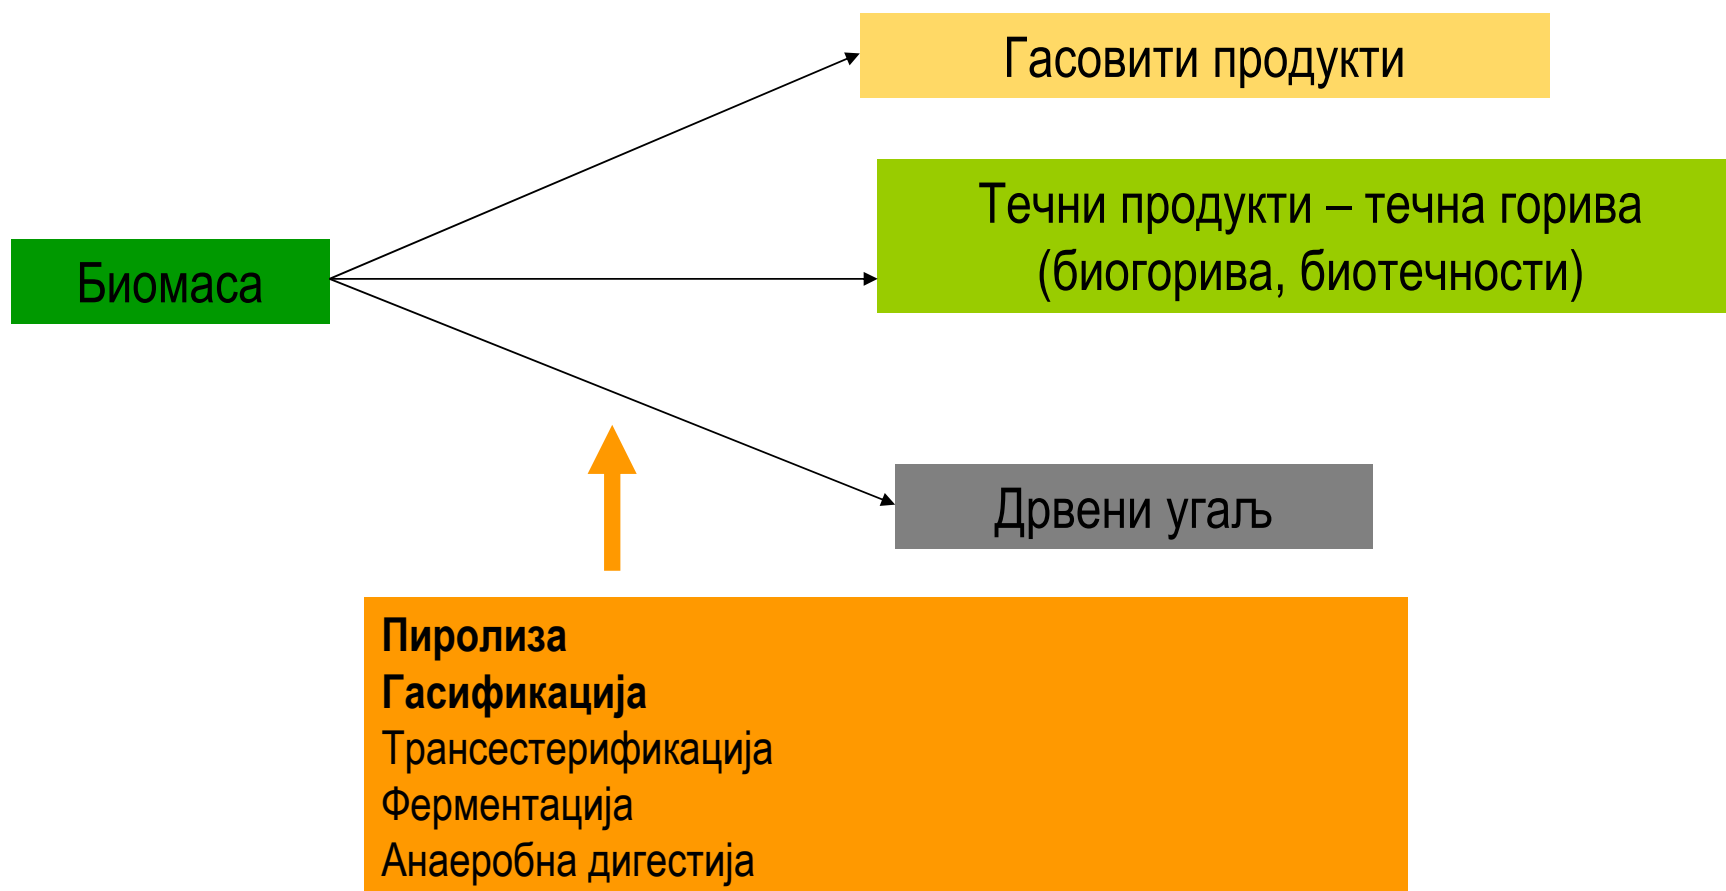 Гасовити продукти
Течни продукти – течна горива
(биогорива, биотечности)
Биомаса
Дрвени угаљ
Пиролиза
Гасификација
Трансестерификација
Ферментација
Анаеробна дигестија